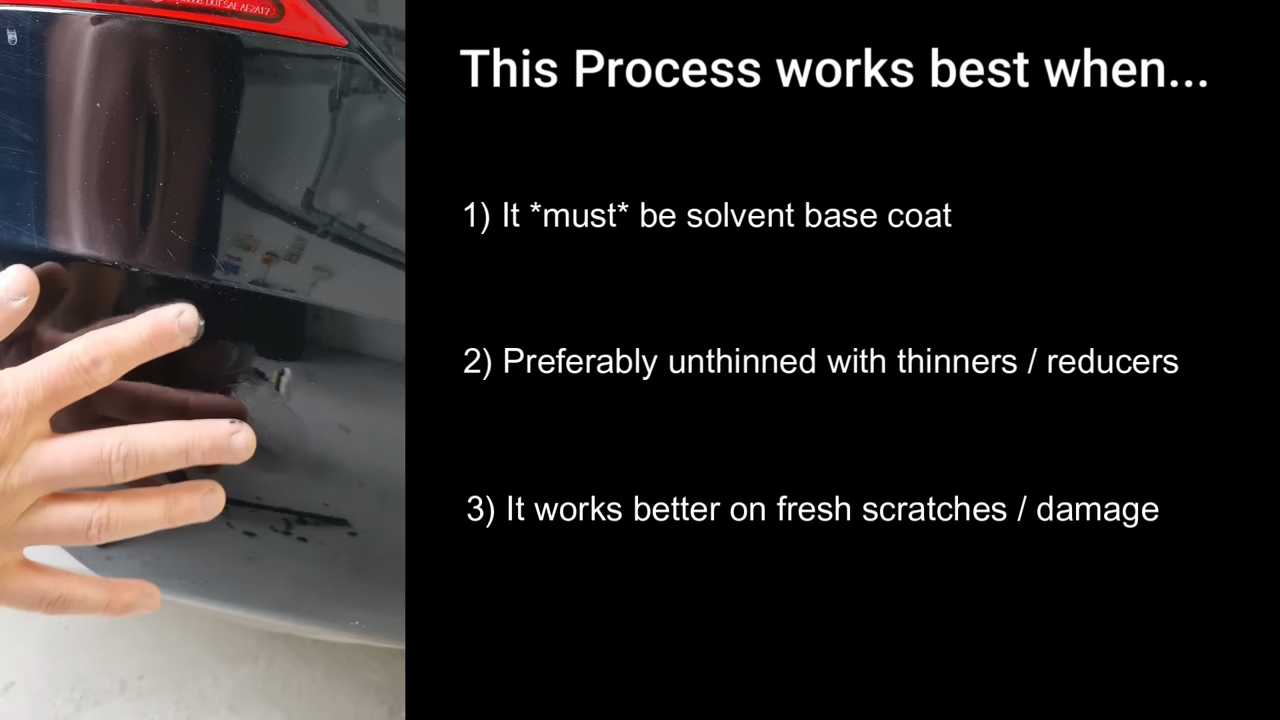 This Process works best when...
1) It *must* be solvent base coat
2) Preferably unthinned with thinners / reducers
3) It works better on fresh scratches / damage